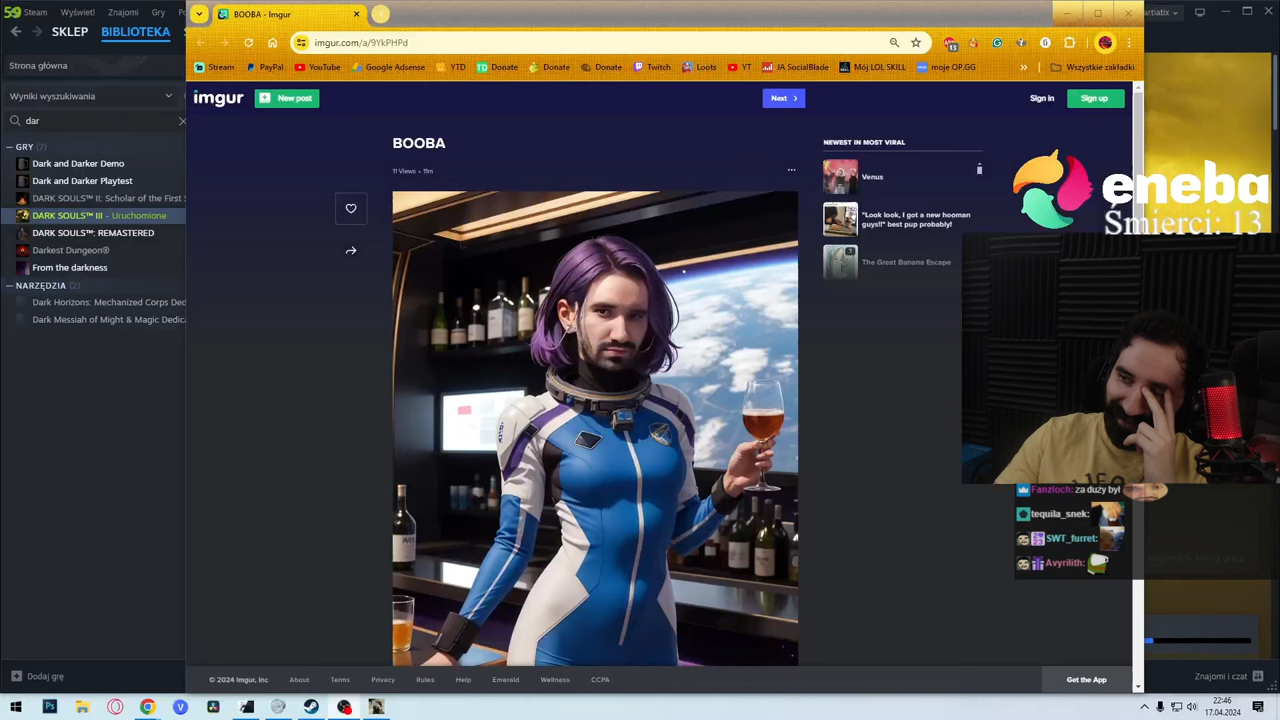 Steam
Wyświetl
Znajomi
Gry
SKLEP
BIBLIOTEKA
Strona główna
Wyniki wyszukiwania
dar
GRY (7)
Dark and Darker Demo
Dark and Darker Playtest
DARK SOULS™ II: Scholar of the First
DARK SOULS™ III - Uruchomione
DARK SOULS™: REMASTERED
Darkest Dungeon®
From the darkness
NARZĘDZIA (2)
Dark Horizons: Mechanized Corps Ded
Dark Messiah of Might & Magic Dedica
Dodaj grę
BOOBA - Imgur
imgur.com/a/9YkPHPd
13
Stream
PayPal
YouTube
Google Adsense
YTD
Donate
Donate
Donate
Twitch
Loots
YT
JA SocialBlade
Mój LOL SKILL
moje OP.GG
»
Wszystkie zakładki
imgur
New post
Next
Sign in
Sign up
BOOBA
11 Views • 11m
NEWEST IN MOST VIRAL
Venus
"Look look, I got a new hooman
guys!!" best pup probably!
7
The Great Banana Escape
eneba
Śmierci: 13
Fanzloch: za duży był
tequila_snek:
SWT_furret:
Avyrilith:
© 2024 Imgur, Inc
About
Terms
Privacy
Rules
Help
Emerald
Wellness
CCPA
Get the App
Znajomi i czat
22:46
17.04.2024